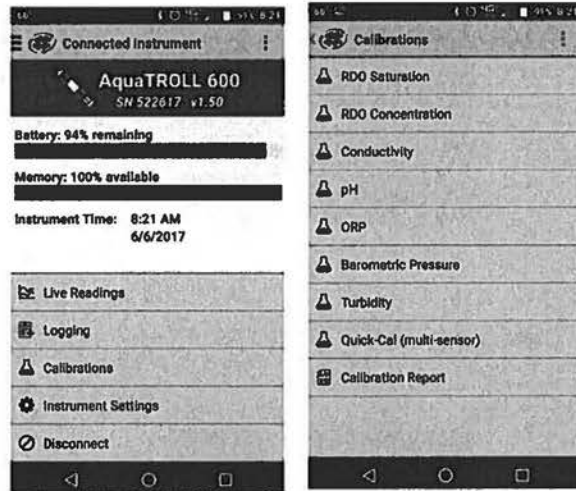 Connected Instrument
AquaTROLL 600
SN 522617 v1.50
Battery: 94% remaining
Memory: 100% available
Instrument Time: 8:21 AM
6/6/2017
Live Readings
Logging
Calibrations
Instrument Settings
Disconnect
Calibrations
RDO Saturation
RDO Concentration
Conductivity
pH
ORP
Barometric Pressure
Turbidity
Quick-Cal (multi-sensor)
Calibration Report